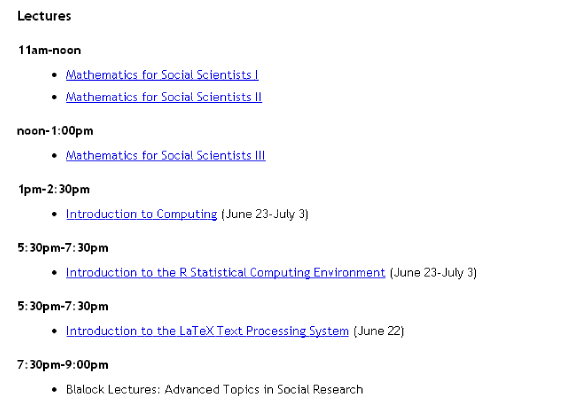 Lectures
11am-noon
• Mathematics for Social Scientists I
• Mathematics for Social Scientists II
noon-1:00pm
• Mathematics for Social Scientists III
1pm-2:30pm
• Introduction to Computing (June 23-July 3)
5:30pm-7:30pm
• Introduction to the R Statistical Computing Environment (June 23-July 3)
5:30pm-7:30pm
• Introduction to the LaTeX Text Processing System (June 22)
7:30pm-9:00pm
• Blalock Lectures: Advanced Topics in Social Research